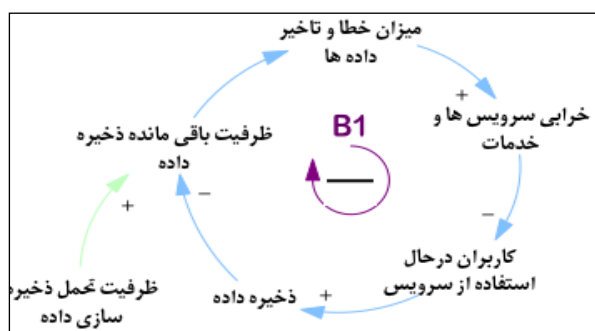 میزان خطا و تاخیر
داده ها
+
خرابی سرویس ها و
خدمات
B1
ظرفیت باقی مانده ذخیره
داده
–
+
–
کاربران درحال
استفاده از سرویس
+
ذخیره داده
ظرفیت تحمل ذخیره
سازی داده